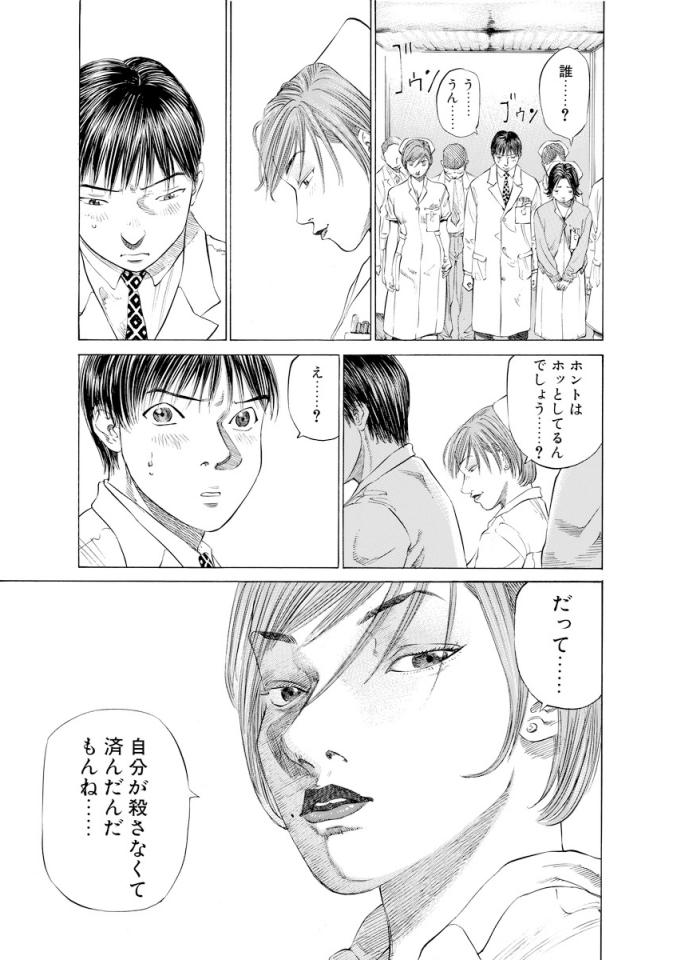 誰……?
う……
うん……
ゴウン
ゴウン
ホントは
ホッとしてるん
でしょう……?
え……?
だって……
自分が殺さなくて
済んだんだ
もんね……